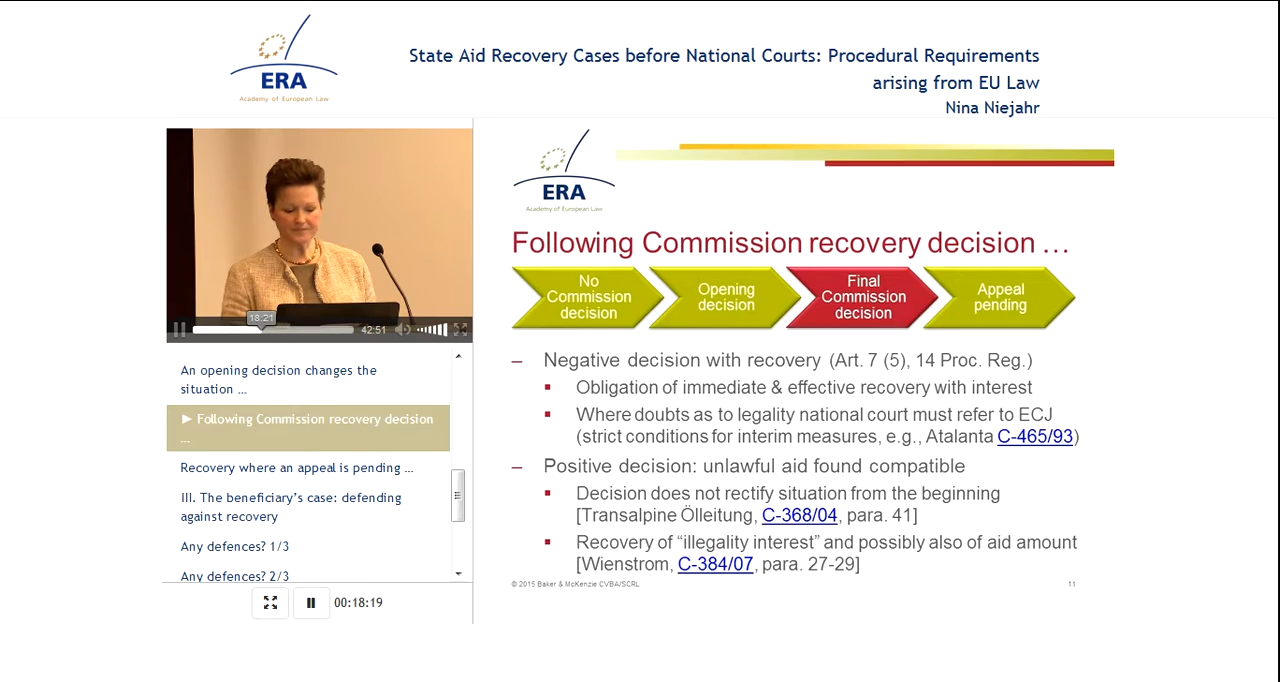 ERA
Academy of European Law
State Aid Recovery Cases before National Courts: Procedural Requirements
arising from EU Law
Nina Niejahr
18:21
42:51
An opening decision changes the
situation ...
► Following Commission recovery decision
...
Recovery where an appeal is pending ...
III. The beneficiary’s case: defending
against recovery
Any defences? 1/3
Any defences? 2/3
00:18:19
ERA
Academy of European Law
Following Commission recovery decision …
No
Commission
decision
Opening
decision
Final
Commission
decision
Appeal
pending
– Negative decision with recovery (Art. 7 (5), 14 Proc. Reg.)
▪ Obligation of immediate & effective recovery with interest
▪ Where doubts as to legality national court must refer to ECJ
(strict conditions for interim measures, e.g., Atalanta C-465/93)
– Positive decision: unlawful aid found compatible
▪ Decision does not rectify situation from the beginning
[Transalpine Ölleitung, C-368/04, para. 41]
▪ Recovery of “illegality interest” and possibly also of aid amount
[Wienstrom, C-384/07, para. 27-29]
© 2015 Baker & McKenzie CVBA/SCRL
11